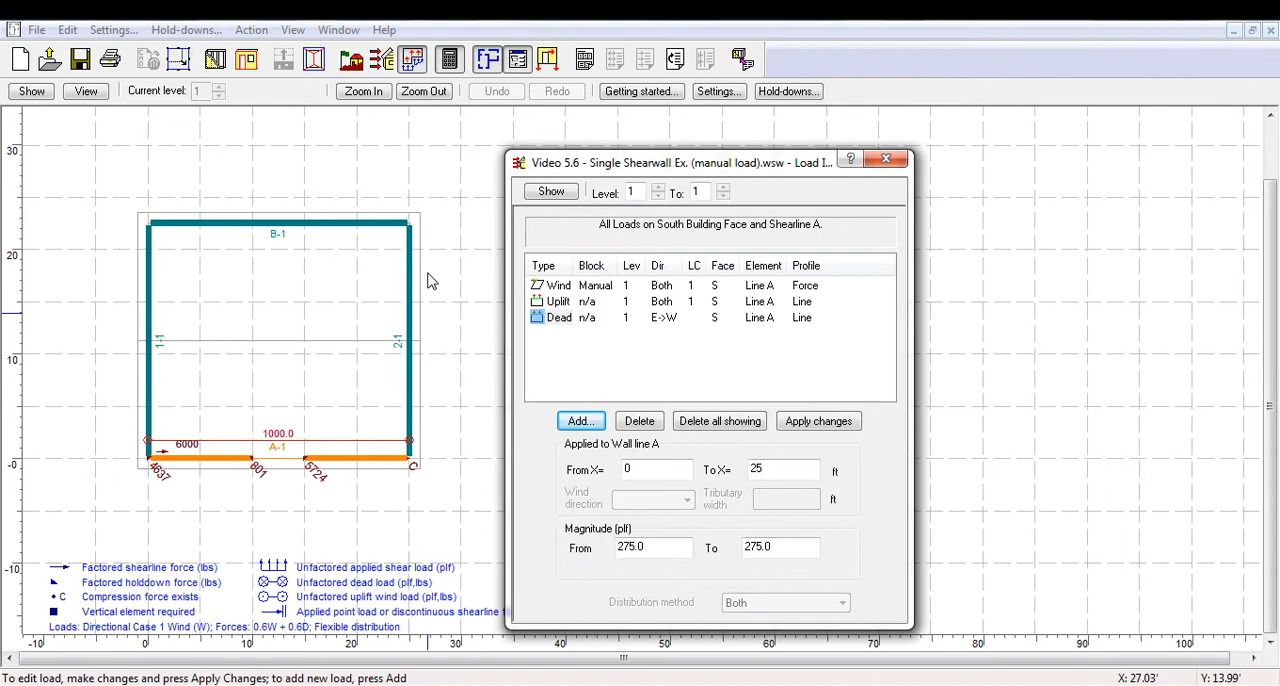 File Edit Settings... Hold-downs... Action View Window Help
Show View Current level: 1 Zoom In Zoom Out Undo Redo Getting started... Settings... Hold-downs...
30
20
10
-0
-10
B-1
1-1
2-1
1000.0
6000
A-1
4637
801
5724
C
Factored shearline force (lbs)
Factored holddown force (lbs)
C Compression force exists
Vertical element required
Unfactored applied shear load (plf)
Unfactored dead load (plf,lbs)
Unfactored uplift wind load (plf,lbs)
Applied point load or discontinuous shearline
Loads: Directional Case 1 Wind (W); Forces: 0.6W + 0.6D; Flexible distribution
-10 0 10 20 30 40 50 60 70 80 90 100
Video 5.6 - Single Shearwall Ex. (manual load).wsw - Load I...
Show Level: 1 To: 1
All Loads on South Building Face and Shearline A.
Type Block Lev Dir LC Face Element Profile
Wind Manual 1 Both 1 S Line A Force
Uplift n/a 1 Both 1 S Line A Line
Dead n/a 1 E->W S Line A Line
Add... Delete Delete all showing Apply changes
Applied to Wall line A
From X= 0 To X= 25 ft
Wind direction Tributary width ft
Magnitude (plf)
From 275.0 To 275.0
Distribution method Both
To edit load, make changes and press Apply Changes; to add new load, press Add
X: 27.03' Y: 13.99'